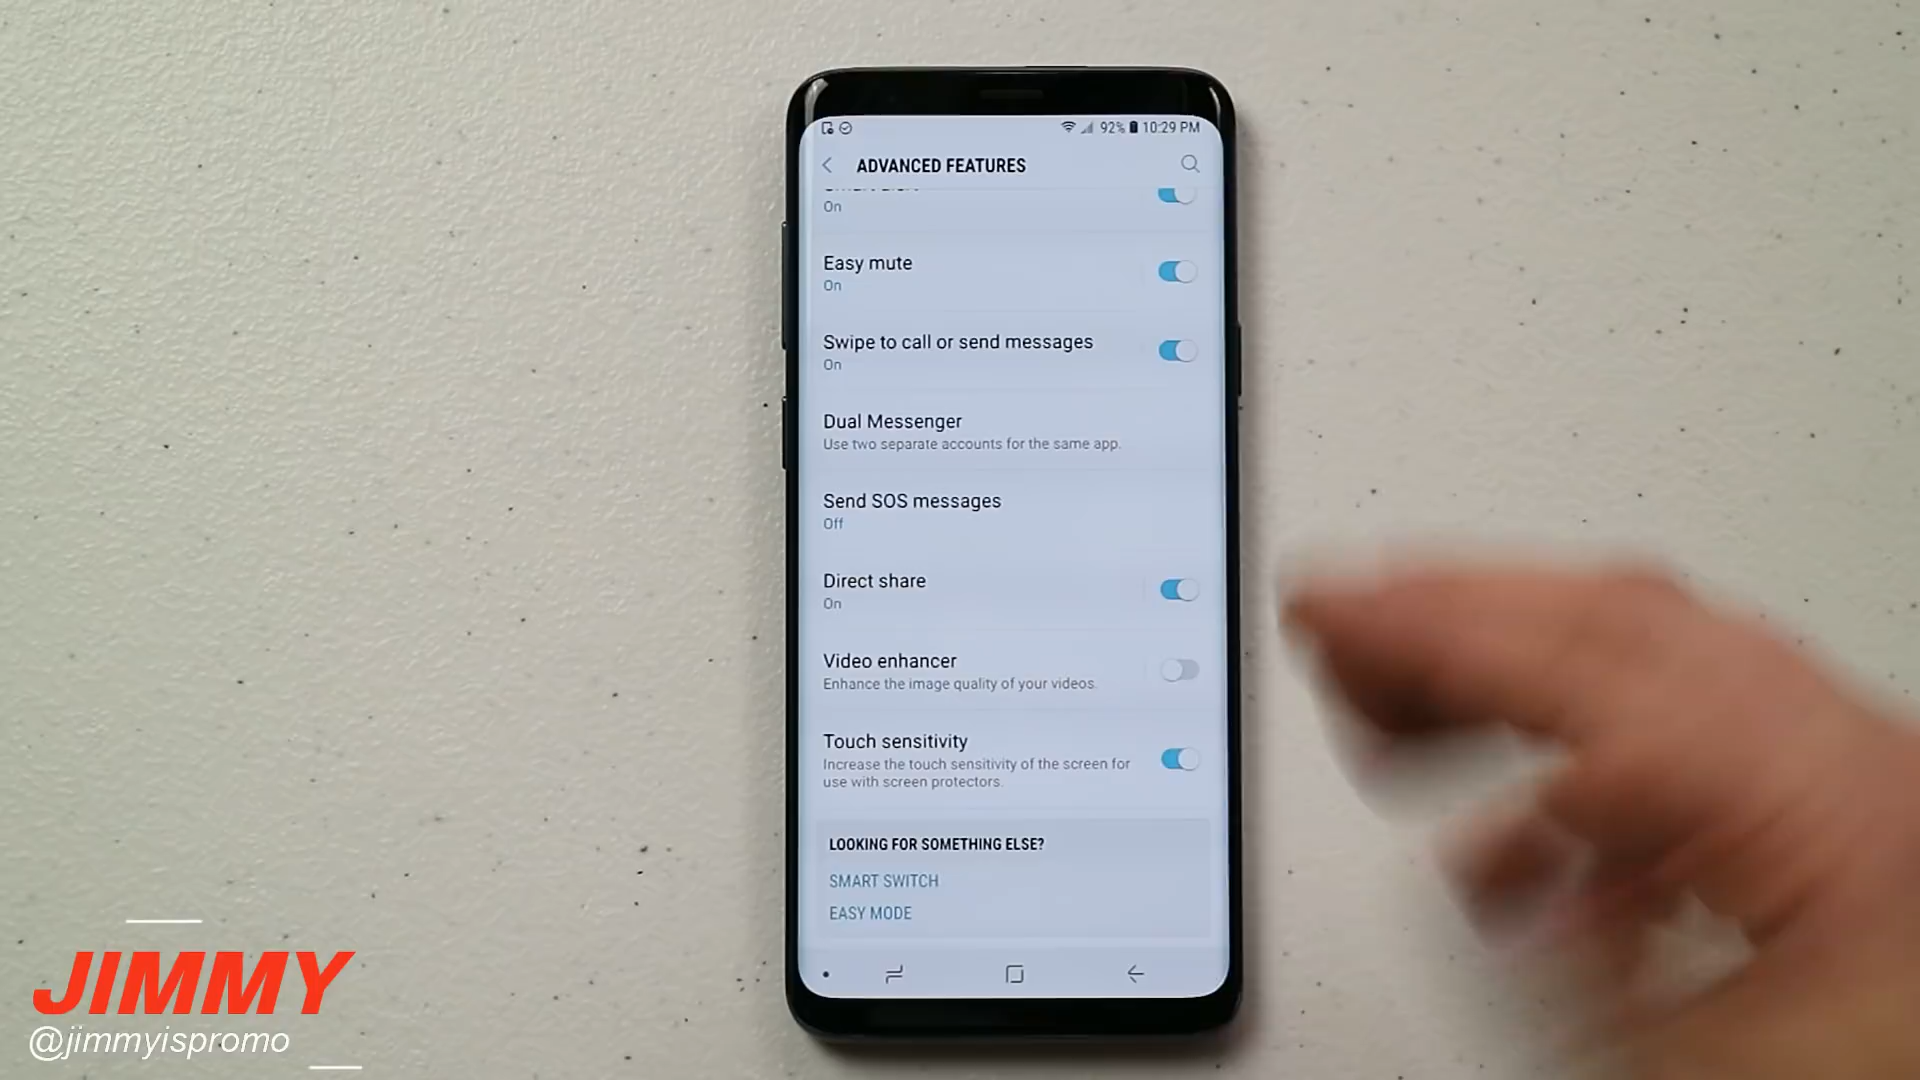 92% 10:29 PM
ADVANCED FEATURES
On
Easy mute
On
Swipe to call or send messages
On
Dual Messenger
Use two separate accounts for the same app.
Send SOS messages
Off
Direct share
On
Video enhancer
Enhance the image quality of your videos.
Touch sensitivity
Increase the touch sensitivity of the screen for
use with screen protectors.
LOOKING FOR SOMETHING ELSE?
SMART SWITCH
EASY MODE
JIMMY
@jimmyispromo